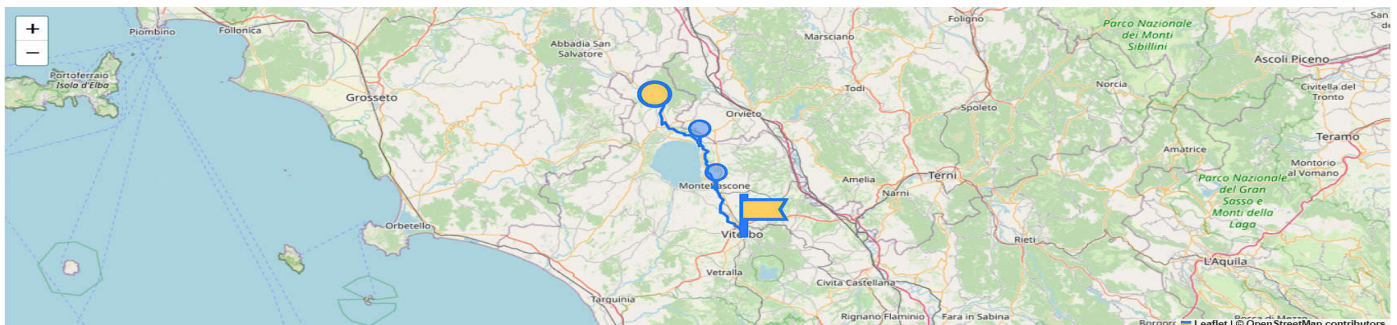 +
−
Piombino
Follonica
Portoferraio
Isola d'Elba
Grosseto
Orbetello
Abbadia San
Salvatore
Marsciano
Foligno
Todi
Orvieto
Spoleto
Norcia
Parco Nazionale
dei Monti
Sibillini
Ascoli Piceno
San
Civitella del
Tronto
Teramo
Montorio
al Vomano
Amatrice
Parco Nazionale
del Gran
Sasso e
Monti della
Laga
Amelia
Narni
Terni
Rieti
L'Aquila
Viterbo
Vetralla
Tarquinia
Civita Castellana
Rignano Flaminio
Fara in Sabina
Leaflet | © OpenStreetMap contributors